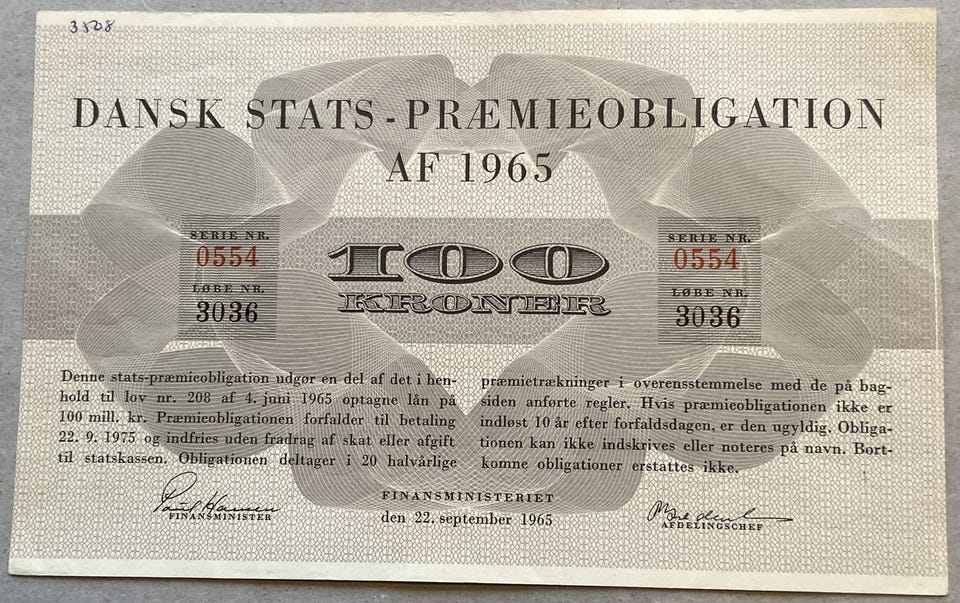 3508
DANSK STATS-PRÆMIEOBLIGATION
AF 1965
SERIE NR.
0554
LØBE NR.
3036
100
KRONER
SERIE NR.
0554
LØBE NR.
3036
Denne stats-præmieobligation udgør en del af det i hen-
hold til lov nr. 208 af 4. juni 1965 optagne lån på
100 mill. kr. Præmieobligationen forfalder til betaling
22. 9. 1975 og indfries uden fradrag af skat eller afgift
til statskassen. Obligationen deltager i 20 halvårlige
præmietrækninger i overensstemmelse med de på bag-
siden anførte regler. Hvis præmieobligationen ikke er
indløst 10 år efter forfaldsdagen, er den ugyldig. Obliga-
tionen kan ikke indskrives eller noteres på navn. Bort-
komne obligationer erstattes ikke.
Poul Hansen
FINANSMINISTER
FINANSMINISTERIET
den 22. september 1965
AFDELINGSCHEF